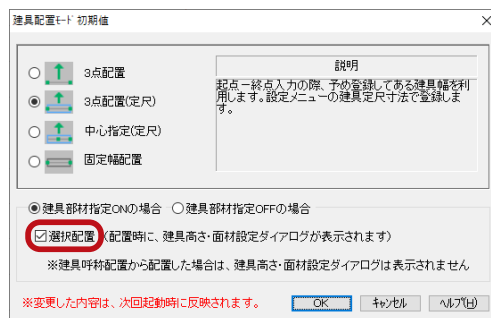 建具配置ﾓｰﾄﾞ 初期値
3点配置
3点配置(定尺)
中心指定(定尺)
固定幅配置
説明
起点－終点入力の際、予め登録してある建具幅を利
用します。設定メニューの建具定尺寸法で登録しま
す。
建具部材指定ONの場合 建具部材指定OFFの場合
選択配置 (配置時に、建具高さ・面材設定ダイアログが表示されます)
※建具呼称配置から配置した場合は、建具高さ・面材設定ダイアログは表示されません
※変更した内容は、次回起動時に反映されます。 OK ｷｬﾝｾﾙ ﾍﾙﾌﾟ(H)